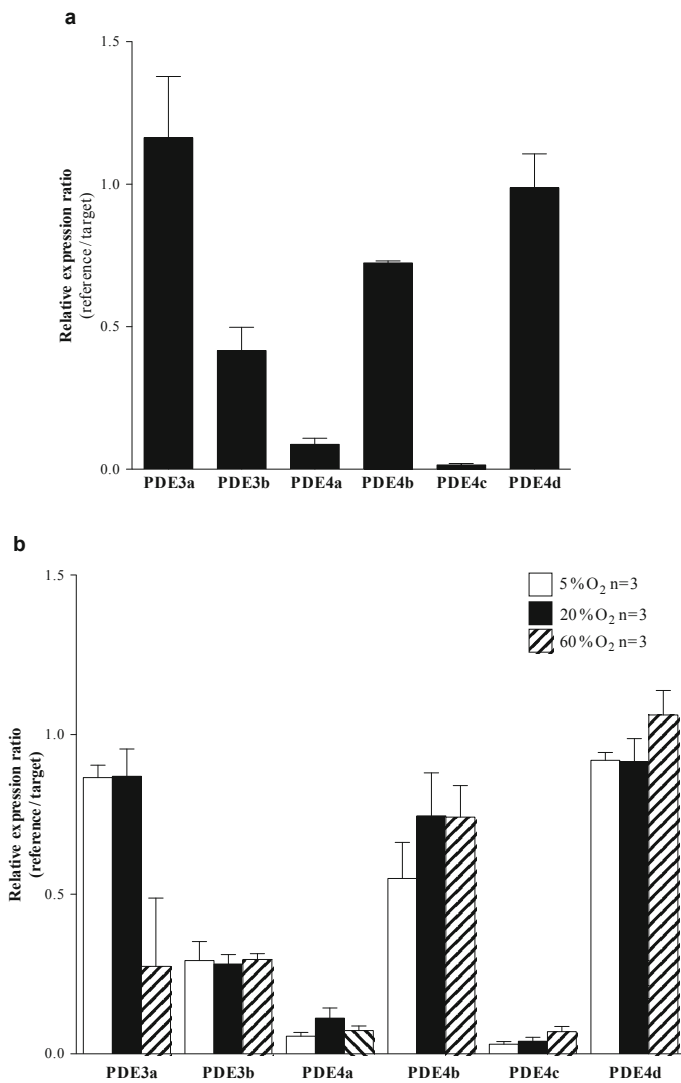 a
Relative expression ratio
(reference/target)
1.5
1.0
0.5
0.0
PDE3a PDE3b PDE4a PDE4b PDE4c PDE4d
b
Relative expression ratio
(reference/target)
1.5
1.0
0.5
0.0
5%O₂ n=3
20%O₂ n=3
60%O₂ n=3
PDE3a PDE3b PDE4a PDE4b PDE4c PDE4d